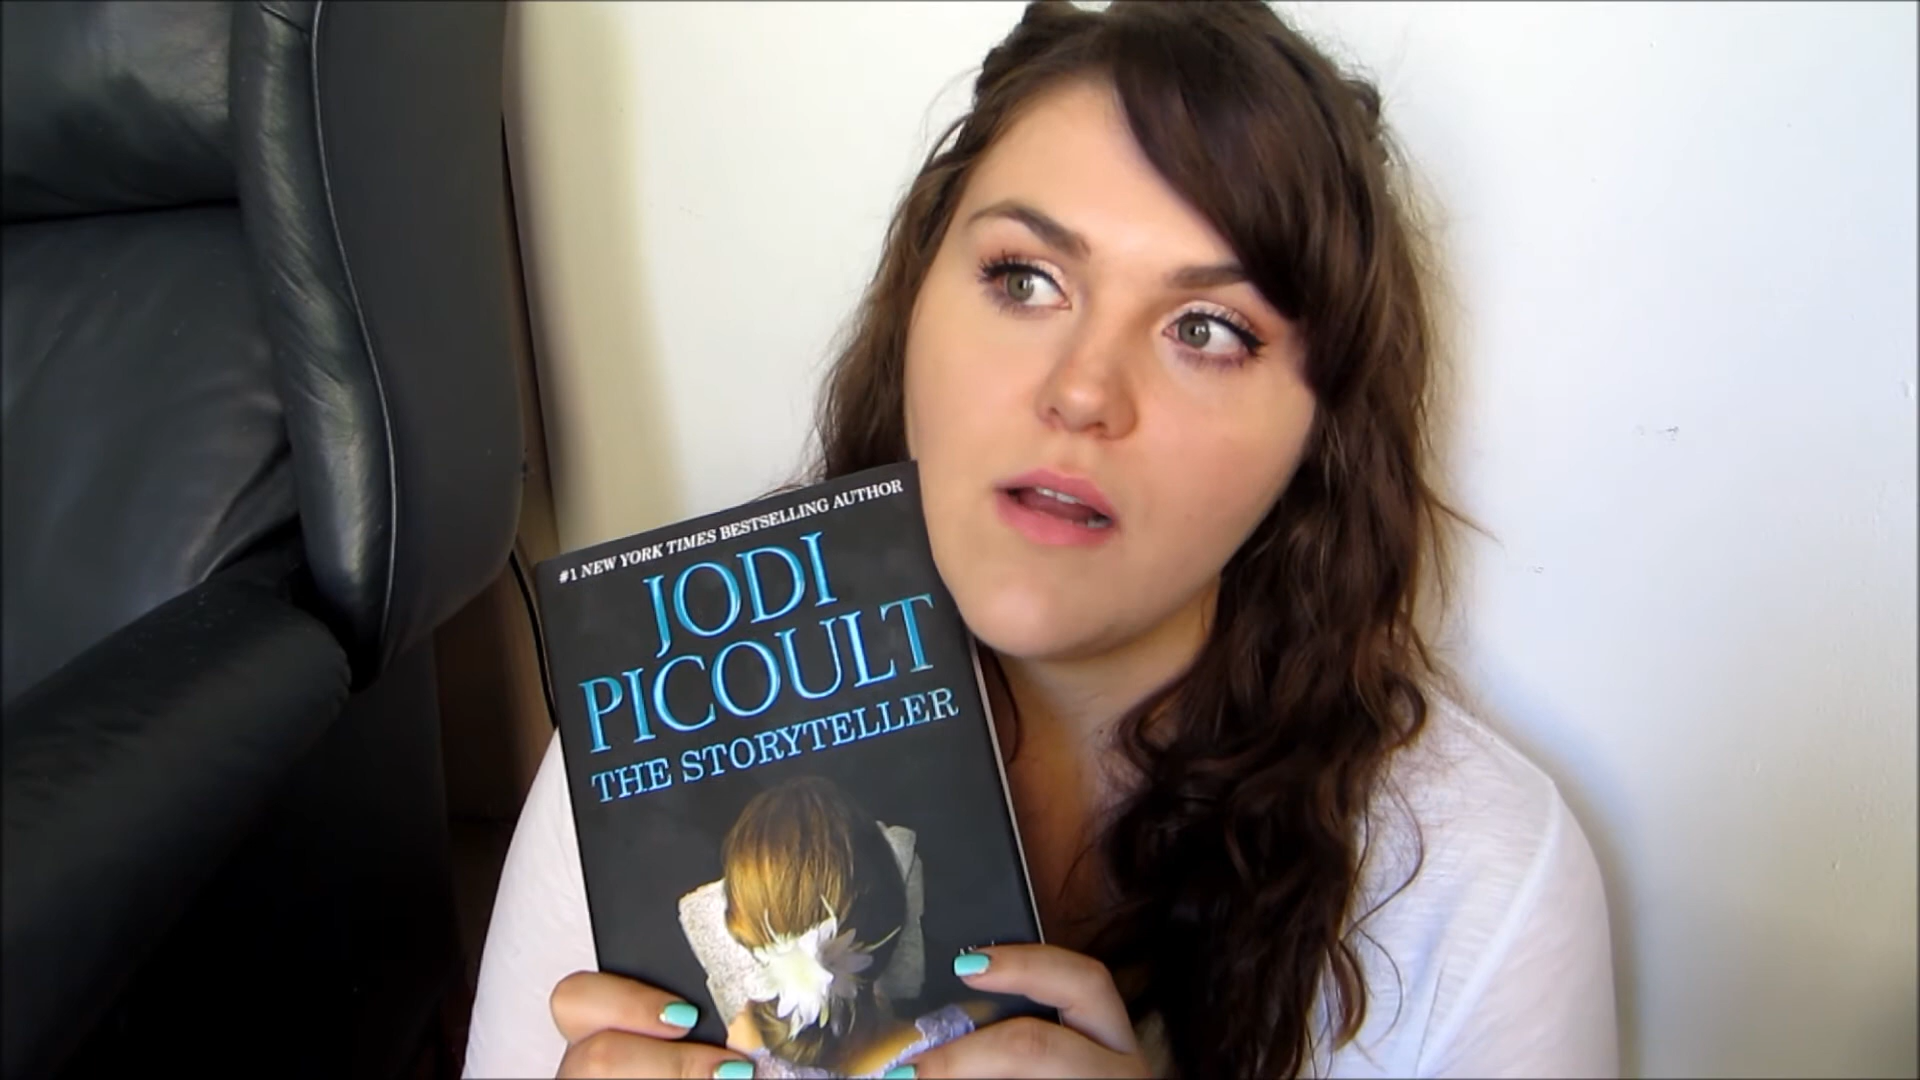 #1 NEW YORK TIMES BESTSELLING AUTHOR
JODI
PICOULT
THE STORYTELLER